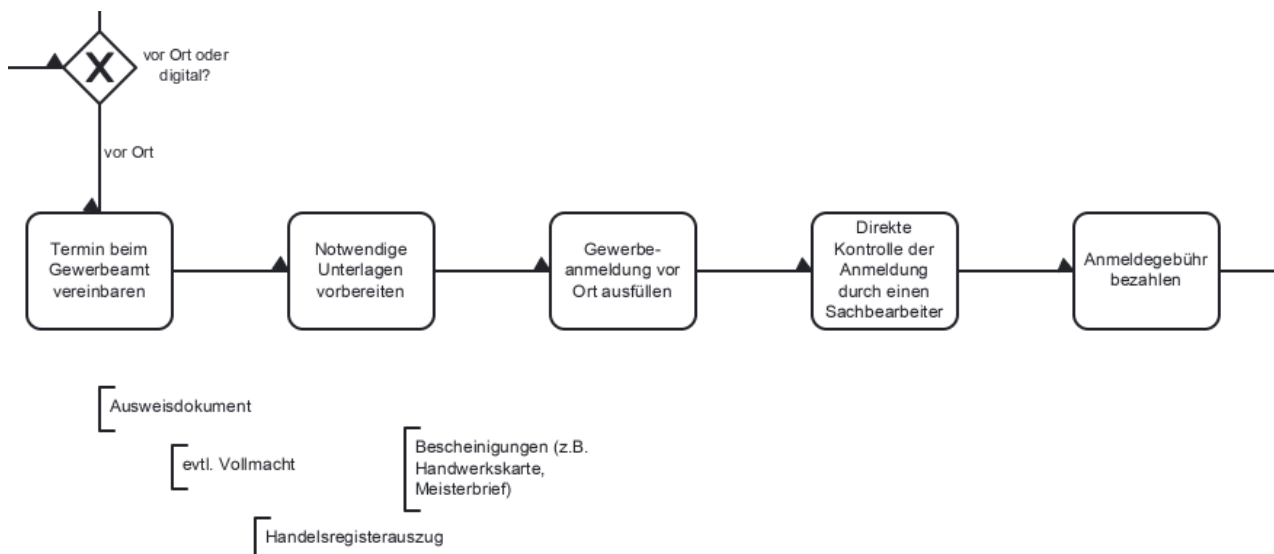 vor Ort oder
digital?
vor Ort
Termin beim
Gewerbeamt
vereinbaren
Notwendige
Unterlagen
vorbereiten
Gewerbe-
anmeldung vor
Ort ausfüllen
Direkte
Kontrolle der
Anmeldung
durch einen
Sachbearbeiter
Anmeldegebühr
bezahlen
Ausweisdokument
evtl. Vollmacht
Bescheinigungen (z.B.
Handwerkskarte,
Meisterbrief)
Handelsregisterauszug